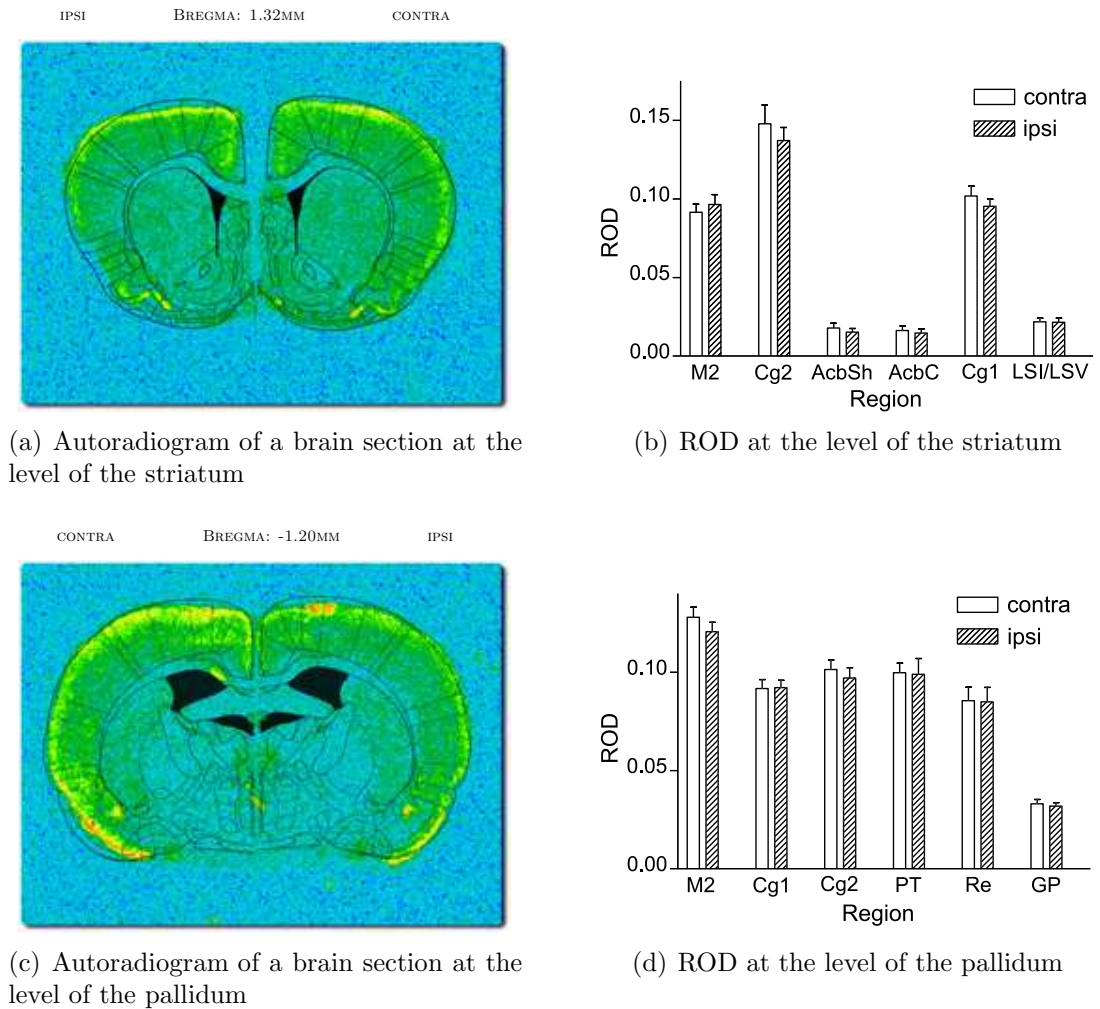 IPSI BREGMA: 1.32MM CONTRA
(a) Autoradiogram of a brain section at the
level of the striatum
contra
ipsi
0.15
0.10
0.05
0.00
ROD
M2 Cg2 AcbSh AcbC Cg1 LSI/LSV
Region
(b) ROD at the level of the striatum
CONTRA BREGMA: -1.20MM IPSI
(c) Autoradiogram of a brain section at the
level of the pallidum
contra
ipsi
0.10
0.05
0.00
ROD
M2 Cg1 Cg2 PT Re GP
Region
(d) ROD at the level of the pallidum